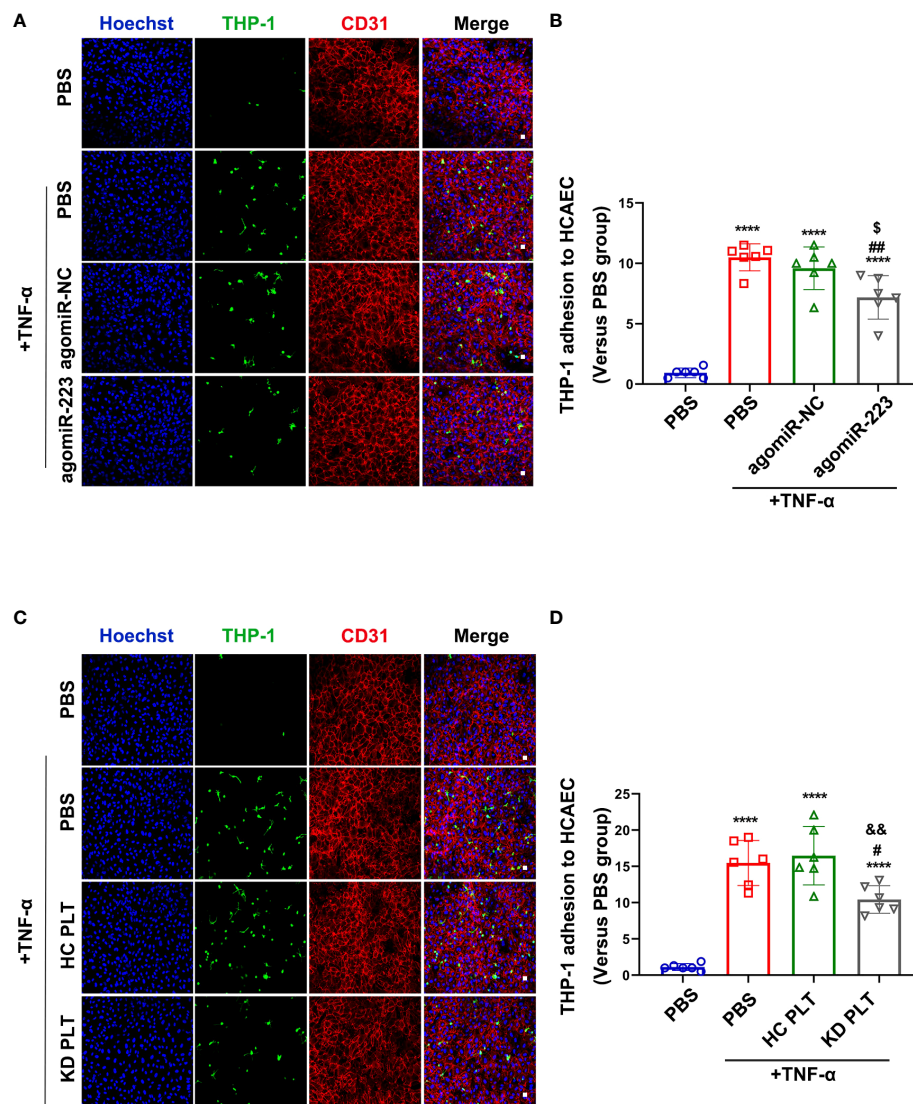 A
Hoechst THP-1 CD31 Merge
PBS
PBS
agomiR-NC
agomiR-223
+TNF-α
B
THP-1 adhesion to HCAEC
(Versus PBS group)
15
10
5
0
****
****
$
##
****
PBS
PBS
agomiR-NC
agomiR-223
+TNF-α
C
Hoechst THP-1 CD31 Merge
PBS
PBS
HC PLT
KD PLT
+TNF-α
D
THP-1 adhesion to HCAEC
(Versus PBS group)
25
20
15
10
5
0
****
****
&&
#
****
PBS
PBS
HC PLT
KD PLT
+TNF-α